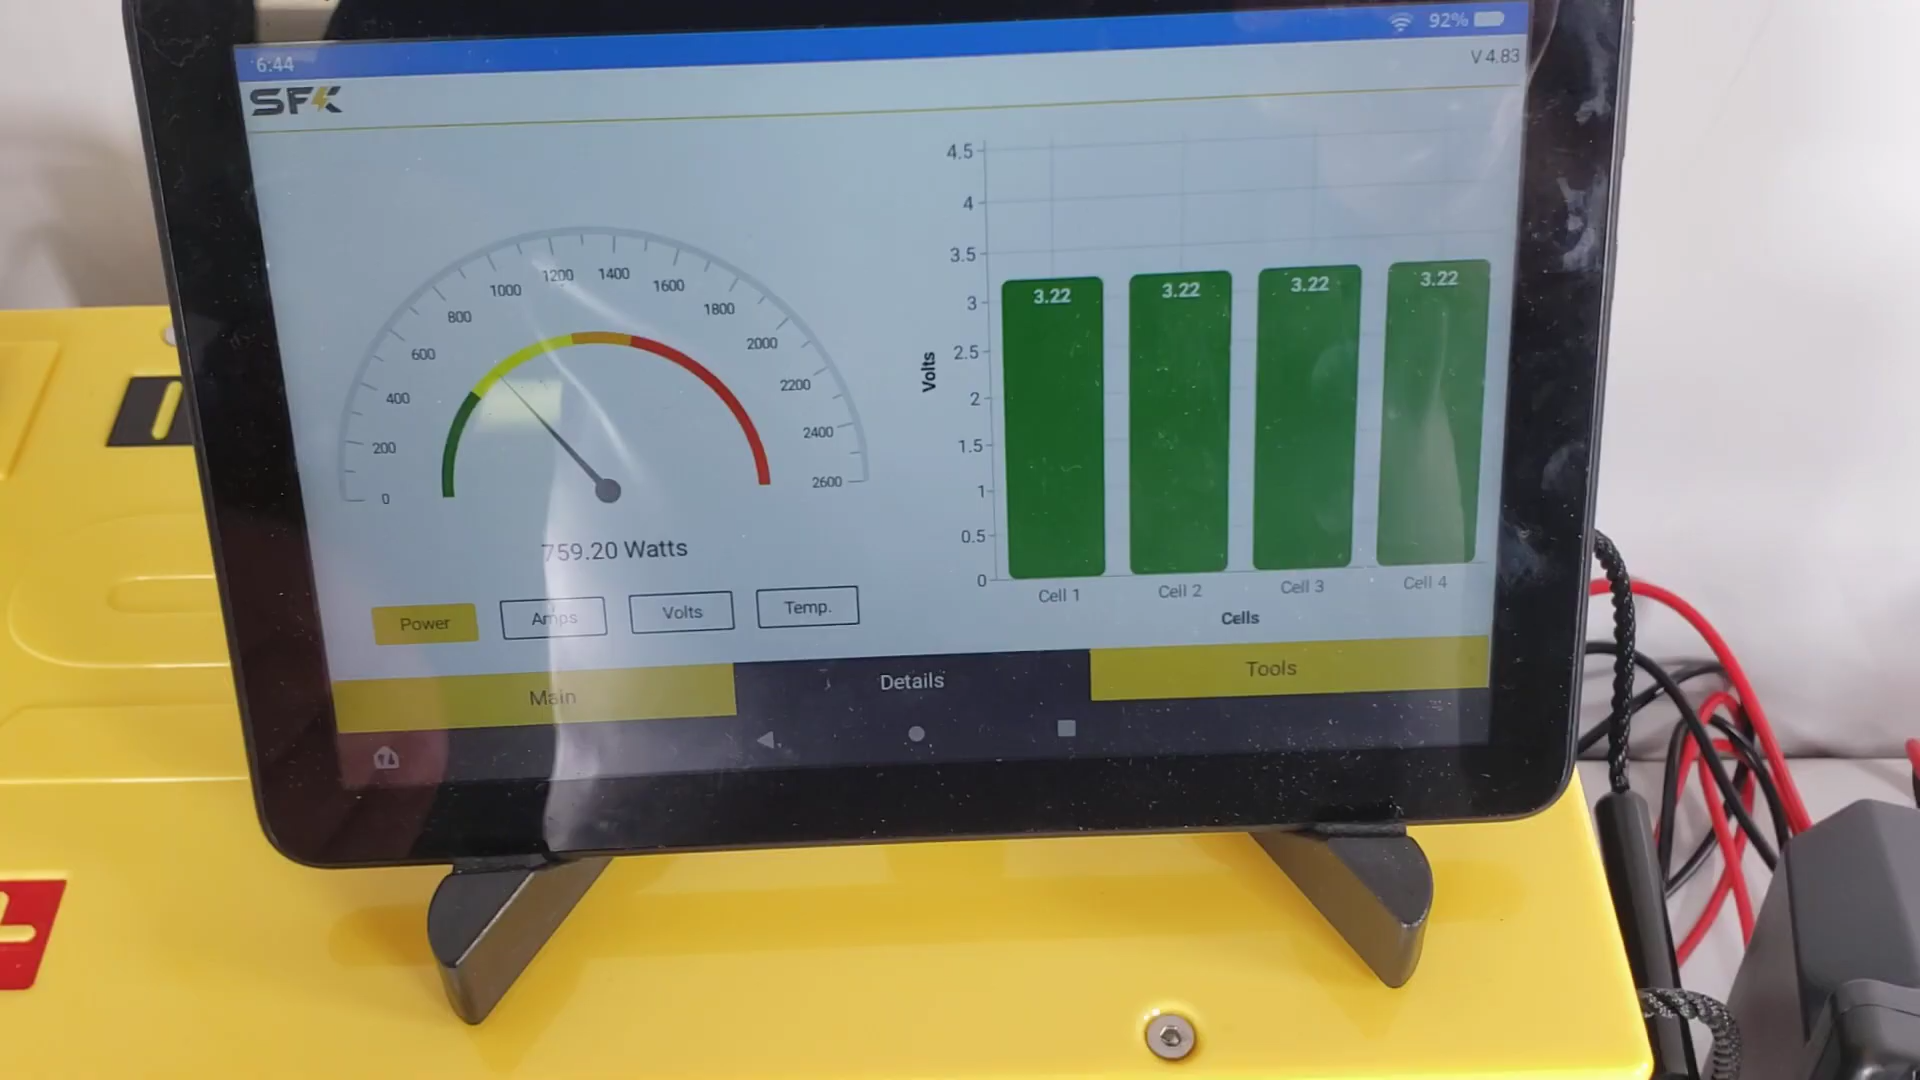 6:44
92%
SFK
V 4.83
0
200
400
600
800
1000
1200
1400
1600
1800
2000
2200
2400
2600
759.20 Watts
Power
Amps
Volts
Temp.
4.5
4
3.5
3
2.5
2
1.5
1
0.5
0
Volts
3.22
3.22
3.22
3.22
Cell 1
Cell 2
Cell 3
Cell 4
Cells
Main
Details
Tools